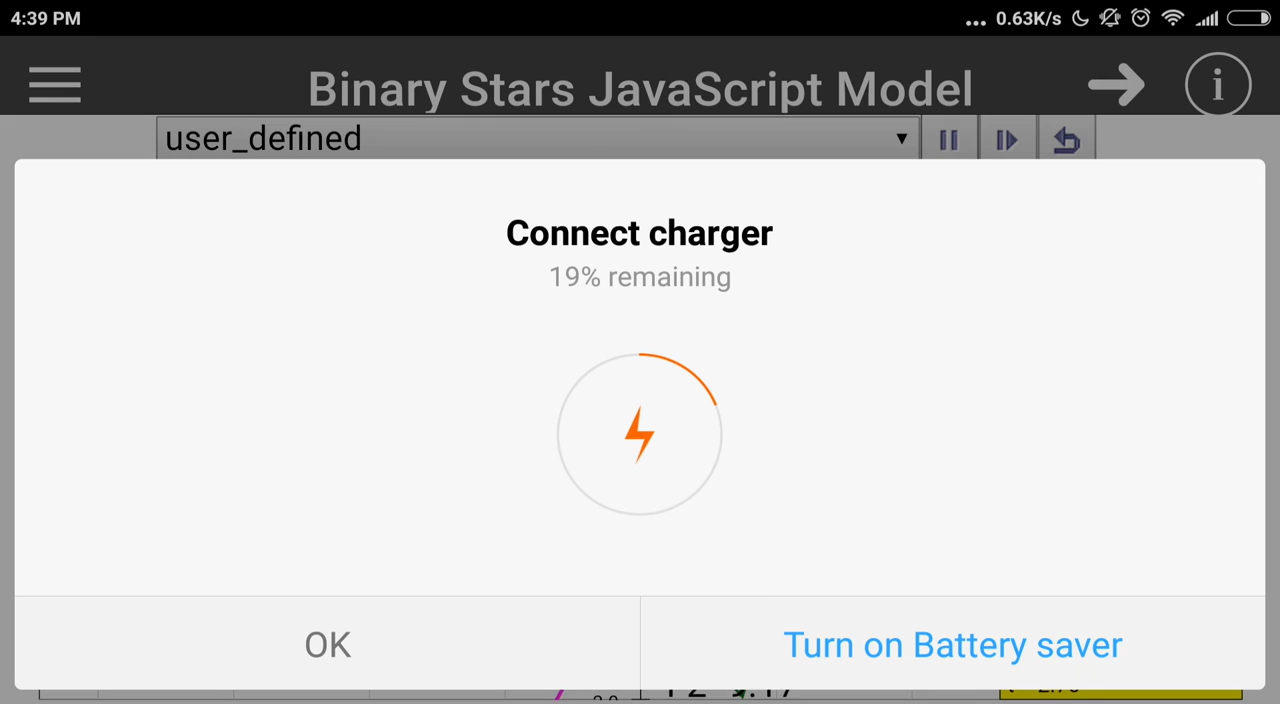 4:39 PM
... 0.63K/s
Binary Stars JavaScript Model
user_defined
Connect charger
19% remaining
OK
Turn on Battery saver